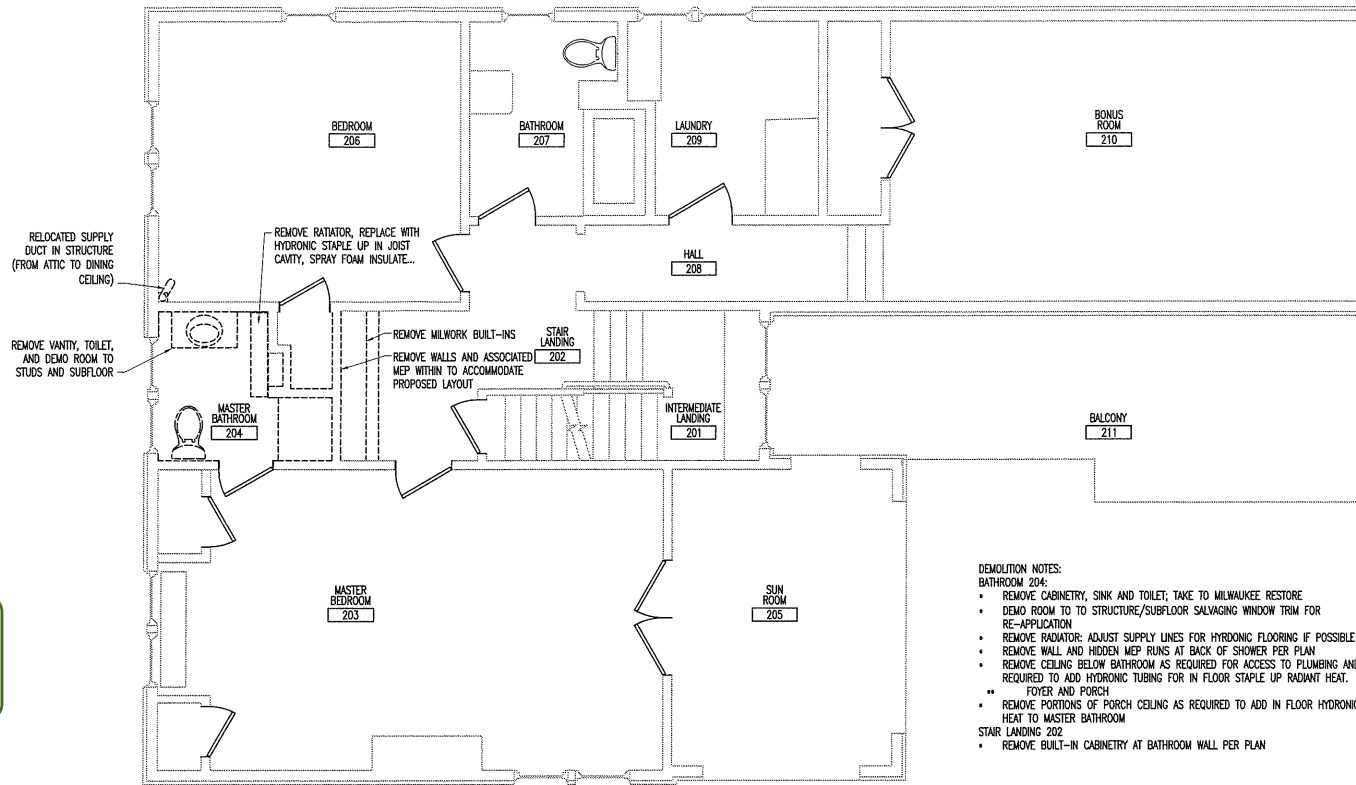 BEDROOM
206
BATHROOM
207
LAUNDRY
209
BONUS
ROOM
210
RELOCATED SUPPLY
DUCT IN STRUCTURE
(FROM ATTIC TO DINING
CEILING)
REMOVE RATIATOR, REPLACE WITH
HYDRONIC STAPLE UP IN JOIST
CAVITY, SPRAY FOAM INSULATE...
HALL
208
REMOVE VANTIY, TOILET,
AND DEMO ROOM TO
STUDS AND SUBFLOOR
REMOVE MILWORK BUILT-INS
REMOVE WALLS AND ASSOCIATED
MEP WITHIN TO ACCOMMODATE
PROPOSED LAYOUT
STAIR
LANDING
202
MASTER
BATHROOM
204
INTERMEDIATE
LANDING
201
BALCONY
211
MASTER
BEDROOM
203
SUN
ROOM
205
DEMOLITION NOTES:
BATHROOM 204:
• REMOVE CABINETRY, SINK AND TOILET; TAKE TO MILWAUKEE RESTORE
• DEMO ROOM TO TO STRUCTURE/SUBFLOOR SALVAGING WINDOW TRIM FOR
RE-APPLICATION
• REMOVE RADIATOR: ADJUST SUPPLY LINES FOR HYRDONIC FLOORING IF POSSIBLE
• REMOVE WALL AND HIDDEN MEP RUNS AT BACK OF SHOWER PER PLAN
• REMOVE CEILING BELOW BATHROOM AS REQUIRED FOR ACCESS TO PLUMBING AND
REQUIRED TO ADD HYDRONIC TUBING FOR IN FLOOR STAPLE UP RADIANT HEAT.
•• FOYER AND PORCH
• REMOVE PORTIONS OF PORCH CEILING AS REQUIRED TO ADD IN FLOOR HYDRONIC
HEAT TO MASTER BATHROOM
STAIR LANDING 202
• REMOVE BUILT-IN CABINETRY AT BATHROOM WALL PER PLAN